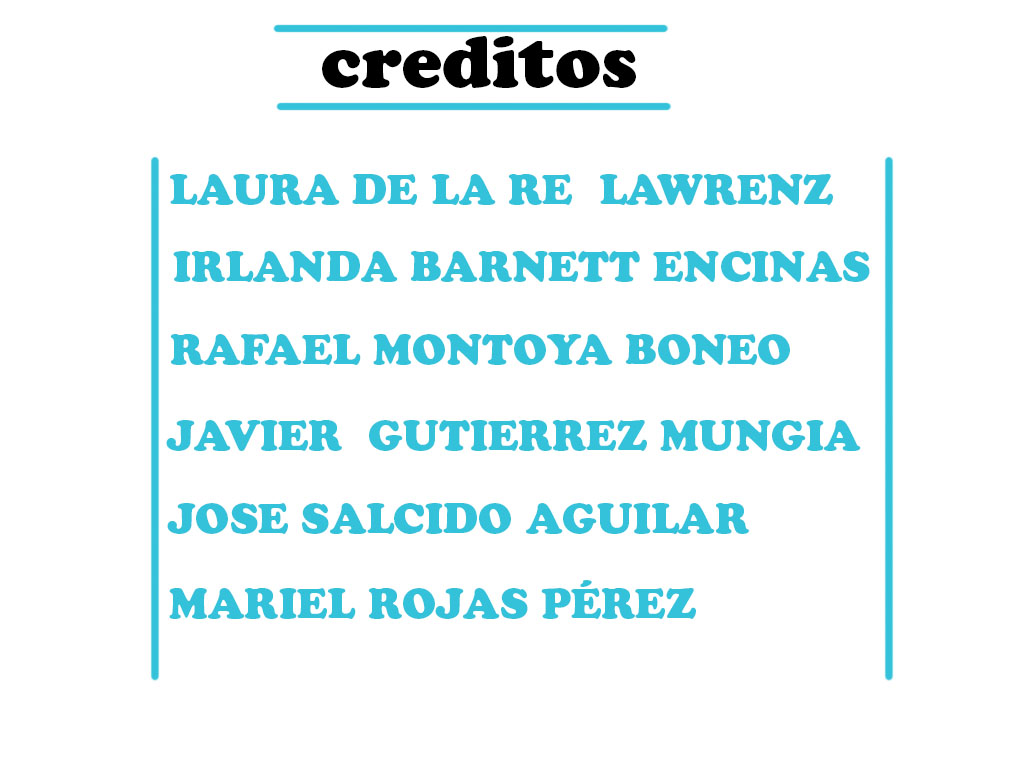 creditos
LAURA DE LA RE LAWRENZ
IRLANDA BARNETT ENCINAS
RAFAEL MONTOYA BONEO
JAVIER GUTIERREZ MUNGIA
JOSE SALCIDO AGUILAR
MARIEL ROJAS PÉREZ